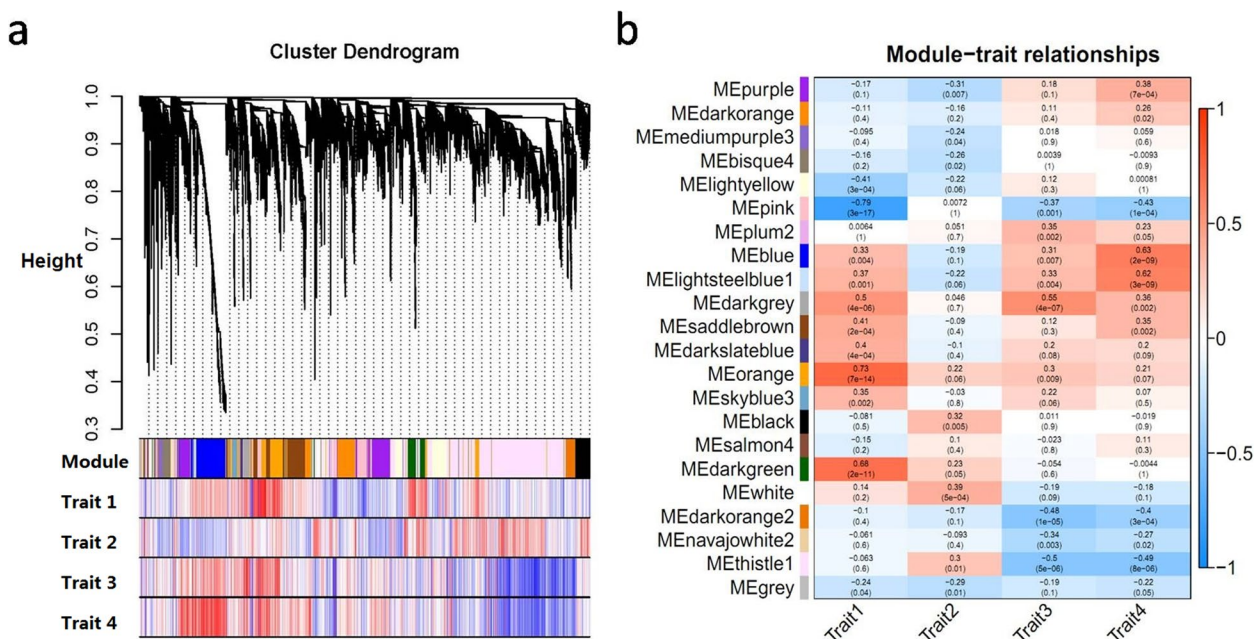 a
Cluster Dendrogram
Height
1.0
0.9
0.8
0.7
0.6
0.5
0.4
0.3
Module
Trait 1
Trait 2
Trait 3
Trait 4
b
Module-trait relationships
MEpurple −0.17 −0.31 0.18 0.38
(0.1) (0.007) (0.1) (7e−04)
MEdarkorange −0.11 −0.16 0.11 0.26
(0.4) (0.2) (0.4) (0.02)
MEmediumpurple3 −0.095 −0.24 0.018 0.059
(0.4) (0.04) (0.9) (0.6)
MEbisque4 −0.16 −0.26 0.0039 −0.0093
(0.2) (0.02) (1) (0.9)
MElightyellow −0.41 −0.22 0.12 0.00081
(3e−04) (0.06) (0.3) (1)
MEpink −0.79 0.0072 −0.37 −0.43
(3e−17) (1) (0.001) (1e−04)
MEplum2 0.0064 0.051 0.35 0.23
(1) (0.7) (0.002) (0.05)
MEblue 0.33 −0.19 0.31 0.63
(0.004) (0.1) (0.007) (2e−09)
MElightsteelblue1 0.37 −0.22 0.33 0.62
(0.001) (0.06) (0.004) (3e−09)
MEdarkgrey 0.5 0.046 0.55 0.36
(4e−06) (0.7) (4e−07) (0.002)
MEsaddlebrown 0.41 −0.09 0.12 0.35
(2e−04) (0.4) (0.3) (0.002)
MEdarkslateblue 0.4 −0.1 0.2 0.2
(4e−04) (0.4) (0.08) (0.09)
MEorange 0.73 0.22 0.3 0.21
(7e−14) (0.06) (0.009) (0.07)
MEskyblue3 0.35 −0.03 0.22 0.07
(0.002) (0.8) (0.06) (0.5)
MEblack −0.081 0.32 0.011 −0.019
(0.5) (0.005) (0.9) (0.9)
MEsalmon4 −0.15 0.1 −0.023 0.11
(0.2) (0.4) (0.8) (0.3)
MEdarkgreen 0.68 0.23 −0.054 −0.0044
(2e−11) (0.05) (0.6) (1)
MEwhite 0.14 0.39 −0.19 −0.18
(0.2) (5e−04) (0.09) (0.1)
MEdarkorange2 −0.1 −0.17 −0.48 −0.4
(0.4) (0.1) (1e−05) (3e−04)
MEnavajowhite2 −0.061 −0.093 −0.34 −0.27
(0.6) (0.4) (0.003) (0.02)
MEthistle1 −0.063 0.3 −0.5 −0.49
(0.6) (0.01) (5e−06) (8e−06)
MEgrey −0.24 −0.29 −0.19 −0.22
(0.04) (0.01) (0.1) (0.05)
Trait1 Trait2 Trait3 Trait4
1
0.5
0
−0.5
−1